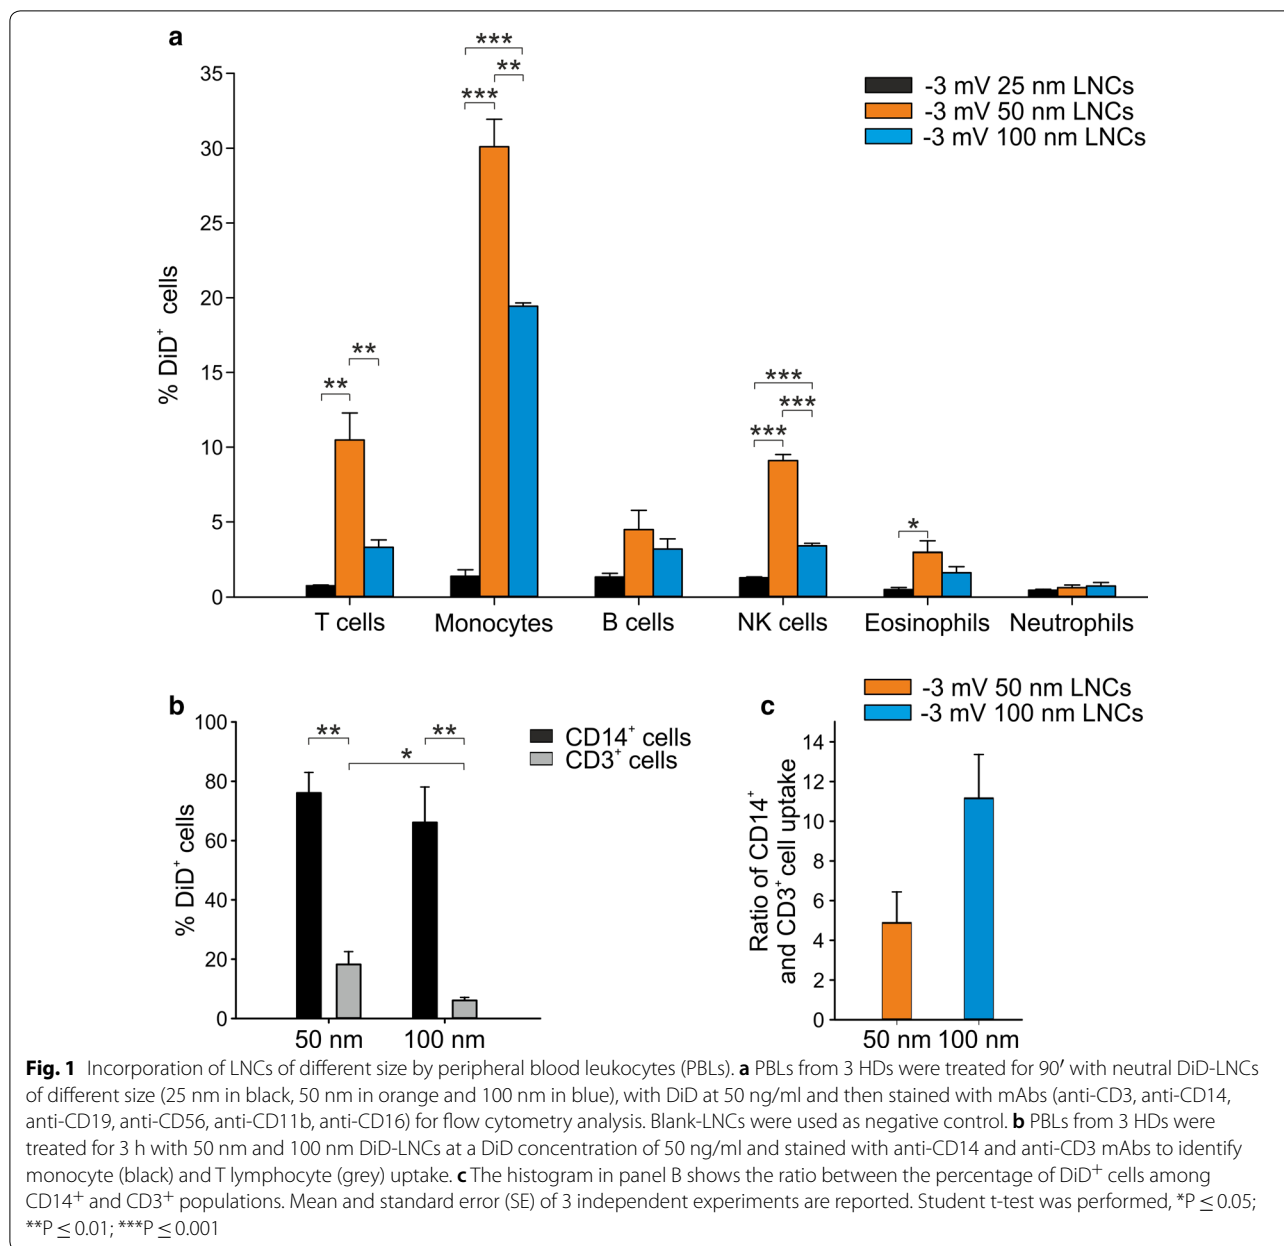 a
***
**
***
-3 mV 25 nm LNCs
-3 mV 50 nm LNCs
-3 mV 100 nm LNCs
35
30
25
20
15
10
5
0
% DiD⁺ cells
**
**
***
***
***
*
T cells Monocytes B cells NK cells Eosinophils Neutrophils
b
100
80
60
40
20
0
% DiD⁺ cells
**
**
*
CD14⁺ cells
CD3⁺ cells
50 nm 100 nm
c
-3 mV 50 nm LNCs
-3 mV 100 nm LNCs
14
12
10
8
6
4
2
0
Ratio of CD14⁺
and CD3⁺ cell uptake
50 nm 100 nm
Fig. 1 Incorporation of LNCs of different size by peripheral blood leukocytes (PBLs). a PBLs from 3 HDs were treated for 90′ with neutral DiD-LNCs
of different size (25 nm in black, 50 nm in orange and 100 nm in blue), with DiD at 50 ng/ml and then stained with mAbs (anti-CD3, anti-CD14,
anti-CD19, anti-CD56, anti-CD11b, anti-CD16) for flow cytometry analysis. Blank-LNCs were used as negative control. b PBLs from 3 HDs were
treated for 3 h with 50 nm and 100 nm DiD-LNCs at a DiD concentration of 50 ng/ml and stained with anti-CD14 and anti-CD3 mAbs to identify
monocyte (black) and T lymphocyte (grey) uptake. c The histogram in panel B shows the ratio between the percentage of DiD⁺ cells among
CD14⁺ and CD3⁺ populations. Mean and standard error (SE) of 3 independent experiments are reported. Student t-test was performed, *P ≤ 0.05;
**P ≤ 0.01; ***P ≤ 0.001